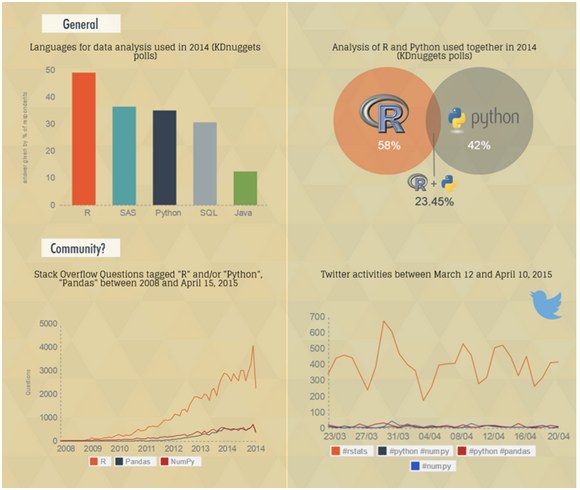 General
Languages for data analysis used in 2014 (KDnuggets
polls)
answer given by % of respondents
50
40
30
20
10
0
R SAS Python SQL Java
Analysis of R and Python used together in 2014
(KDnuggets polls)
R
python
58%
42%
R +
23.45%
Community?
Stack Overflow Questions tagged "R" and/or "Python",
"Pandas" between 2008 and April 15, 2015
Questions
5000
4000
3000
2000
1000
0
2008 2009 2010 2011 2012 2013 2014 2014
R Pandas NumPy
Twitter activities between March 12 and April 10, 2015
700
600
500
400
300
200
100
0
23/03 27/03 31/03 04/04 08/04 12/04 16/04 20/04
#rstats #python #numpy #python #pandas
#numpy